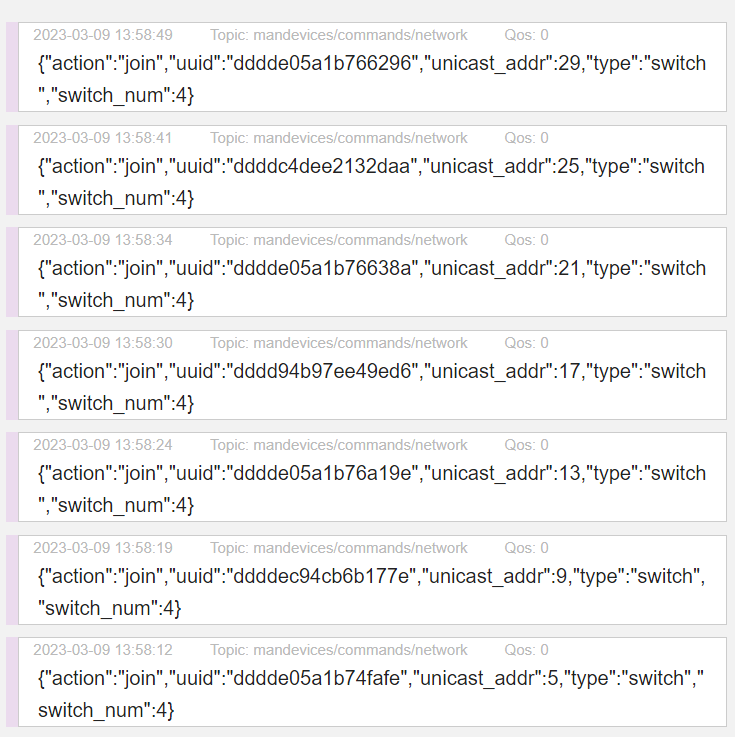 2023-03-09 13:58:49 Topic: mandevices/commands/network Qos: 0
{"action":"join","uuid":"dddde05a1b766296","unicast_addr":29,"type":"switch
","switch_num":4}
2023-03-09 13:58:41 Topic: mandevices/commands/network Qos: 0
{"action":"join","uuid":"ddddc4dee2132daa","unicast_addr":25,"type":"switch
","switch_num":4}
2023-03-09 13:58:34 Topic: mandevices/commands/network Qos: 0
{"action":"join","uuid":"dddde05a1b76638a","unicast_addr":21,"type":"switch
","switch_num":4}
2023-03-09 13:58:30 Topic: mandevices/commands/network Qos: 0
{"action":"join","uuid":"dddd94b97ee49ed6","unicast_addr":17,"type":"switch
","switch_num":4}
2023-03-09 13:58:24 Topic: mandevices/commands/network Qos: 0
{"action":"join","uuid":"dddde05a1b76a19e","unicast_addr":13,"type":"switch
","switch_num":4}
2023-03-09 13:58:19 Topic: mandevices/commands/network Qos: 0
{"action":"join","uuid":"ddddec94cb6b177e","unicast_addr":9,"type":"switch",
"switch_num":4}
2023-03-09 13:58:12 Topic: mandevices/commands/network Qos: 0
{"action":"join","uuid":"dddde05a1b74fafe","unicast_addr":5,"type":"switch","
switch_num":4}